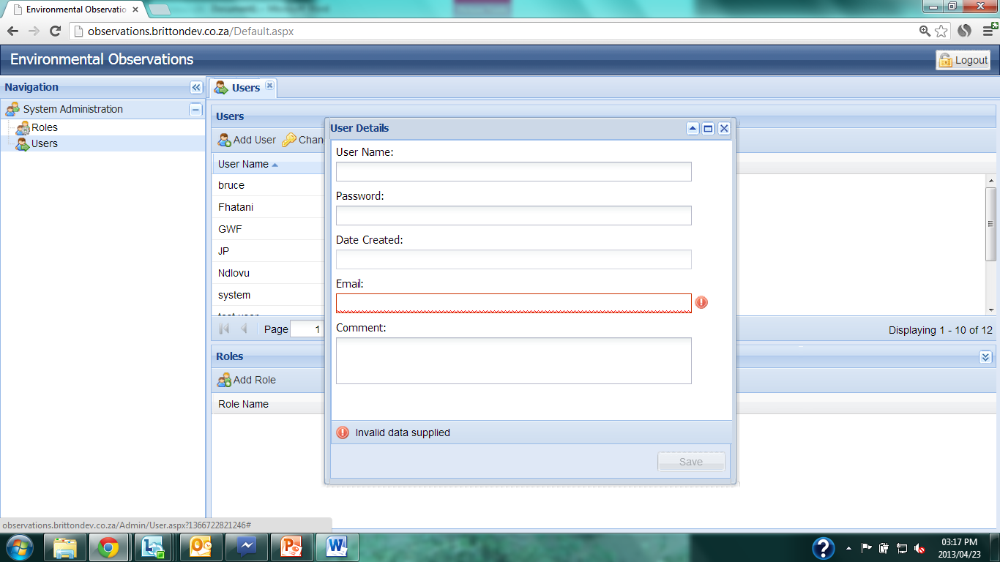 Environmental Observatio
observations.brittondev.co.za/Default.aspx
Environmental Observations
Logout
Navigation
System Administration
Roles
Users
Users
Users
Add User
User Name
bruce
Fhatani
GWF
JP
Ndlovu
system
Page 1
Displaying 1 - 10 of 12
Roles
Add Role
Role Name
User Details
User Name:
Password:
Date Created:
Email:
Comment:
Invalid data supplied
Save
observations.brittondev.co.za/Admin/User.aspx?1366722821246#
03:17 PM
2013/04/23